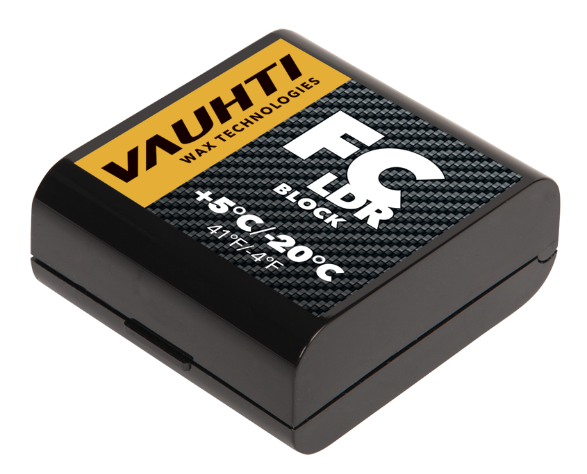 VAUHTI
WAX TECHNOLOGIES
FC
LDR
BLOCK
+5°C/-20°C
41°F/-4°F